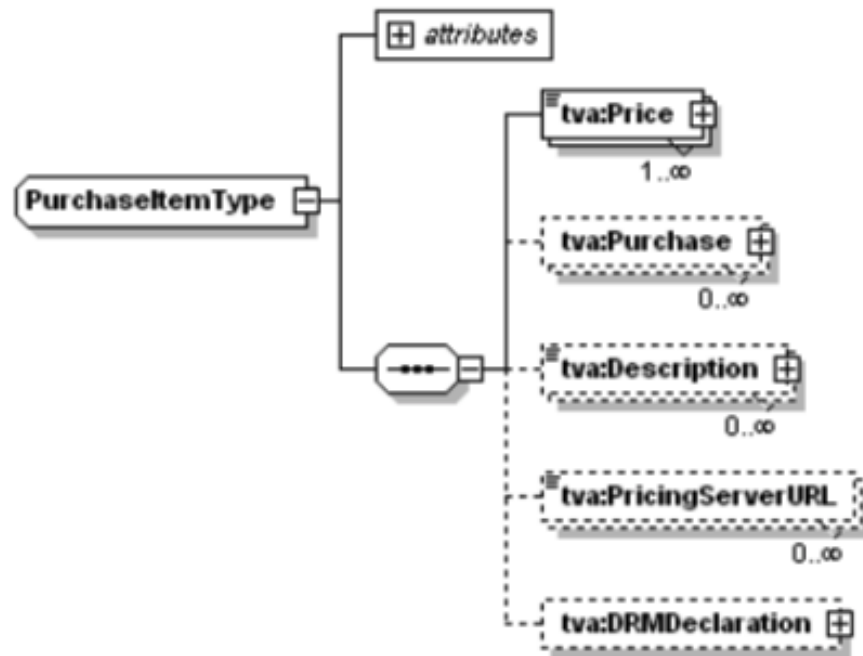 attributes
tva:Price
1..∞
PurchaseItemType
tva:Purchase
0..∞
tva:Description
0..∞
tva:PricingServerURL
0..∞
tva:DRMDeclaration